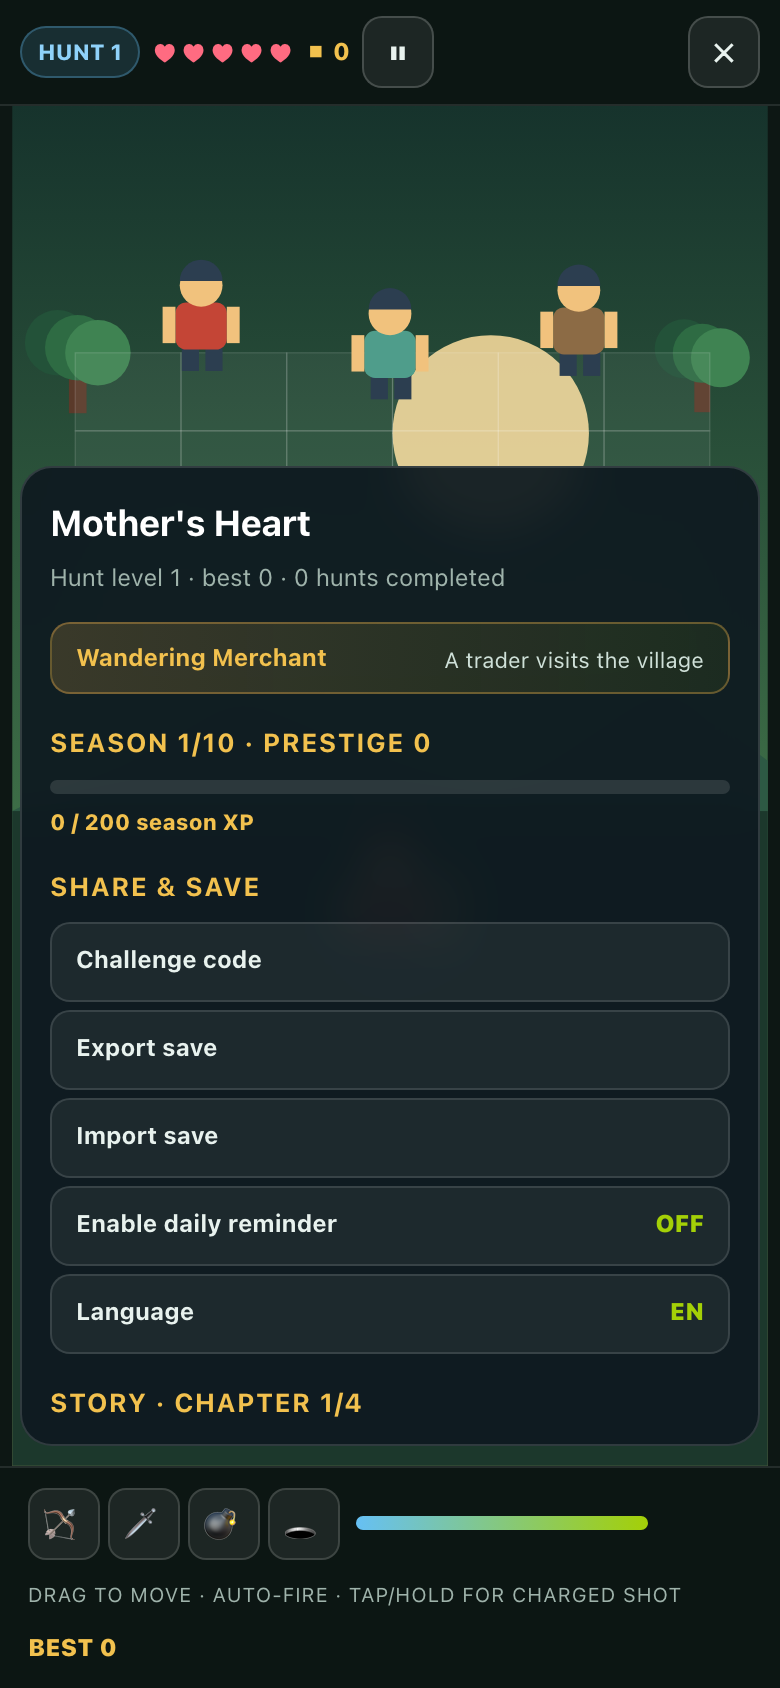 HUNT 1
0
Mother's Heart
Hunt level 1 · best 0 · 0 hunts completed
Wandering Merchant
A trader visits the village
SEASON 1/10 · PRESTIGE 0
0 / 200 season XP
SHARE & SAVE
Challenge code
Export save
Import save
Enable daily reminder OFF
Language EN
STORY · CHAPTER 1/4
DRAG TO MOVE · AUTO-FIRE · TAP/HOLD FOR CHARGED SHOT
BEST 0